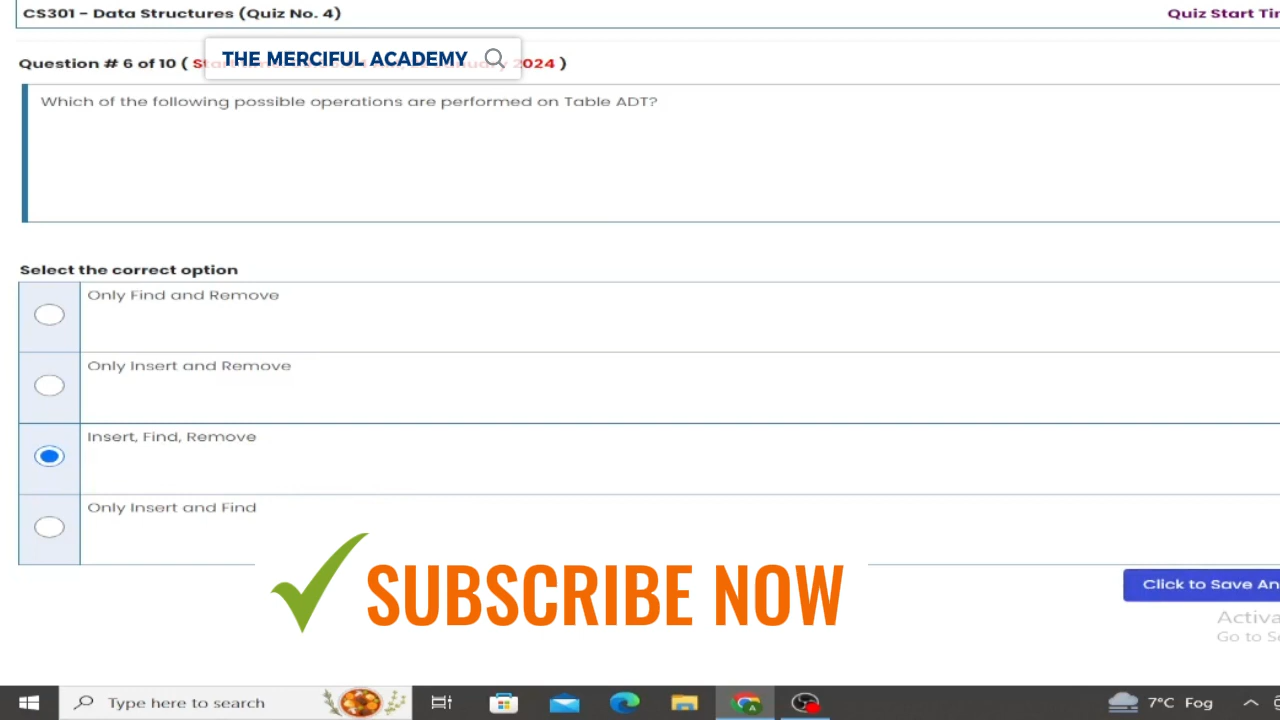 CS301 - Data Structures (Quiz No. 4)
Quiz Start Ti
THE MERCIFUL ACADEMY
Question # 6 of 10 ( 2024 )
Which of the following possible operations are performed on Table ADT?
Select the correct option
Only Find and Remove
Only Insert and Remove
Insert, Find, Remove
Only Insert and Find
SUBSCRIBE NOW
Click to Save An
Activa
Go to Se
Type here to search
7°C Fog